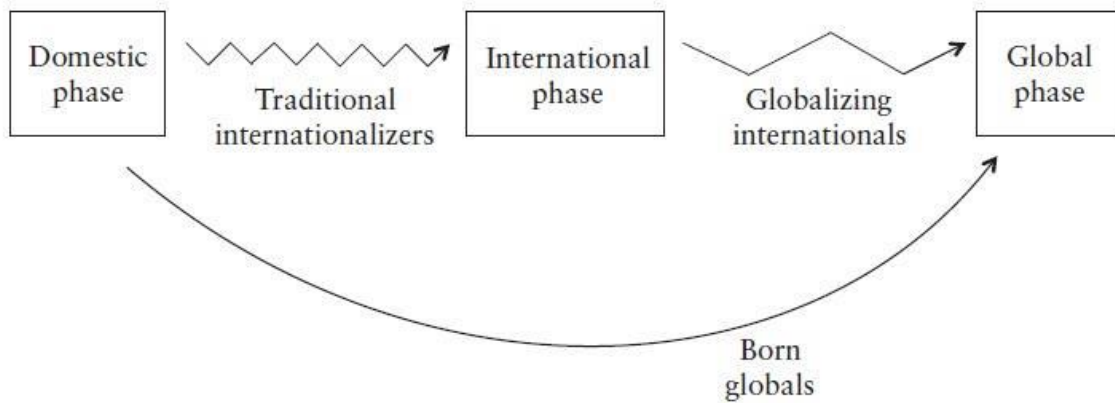 Domestic
phase
Traditional
internationalizers
International
phase
Globalizing
internationals
Global
phase
Born
globals